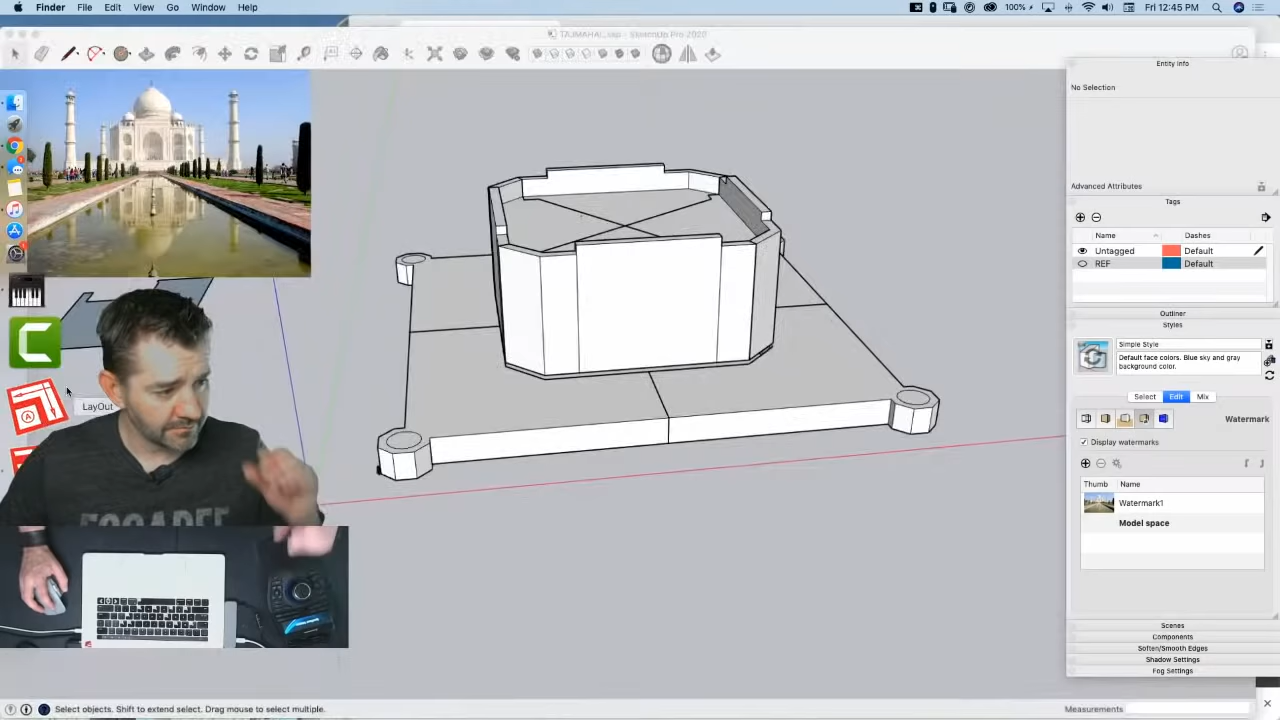 Finder File Edit View Go Window Help
100% Fri 12:45 PM
SketchUp Pro 2020
Entity Info
No Selection
Advanced Attributes
Tags
Name Dashes
Untagged Default
REF Default
Outliner
Styles
Simple Style
Default face colors. Blue sky and gray
background color.
Select Edit Mix
Watermark
Display watermarks
Thumb Name
Watermark1
Model space
Scenes
Components
Soften/Smooth Edges
Shadow Settings
Fog Settings
A
LayOut
Select objects. Shift to extend select. Drag mouse to select multiple.
Measurements